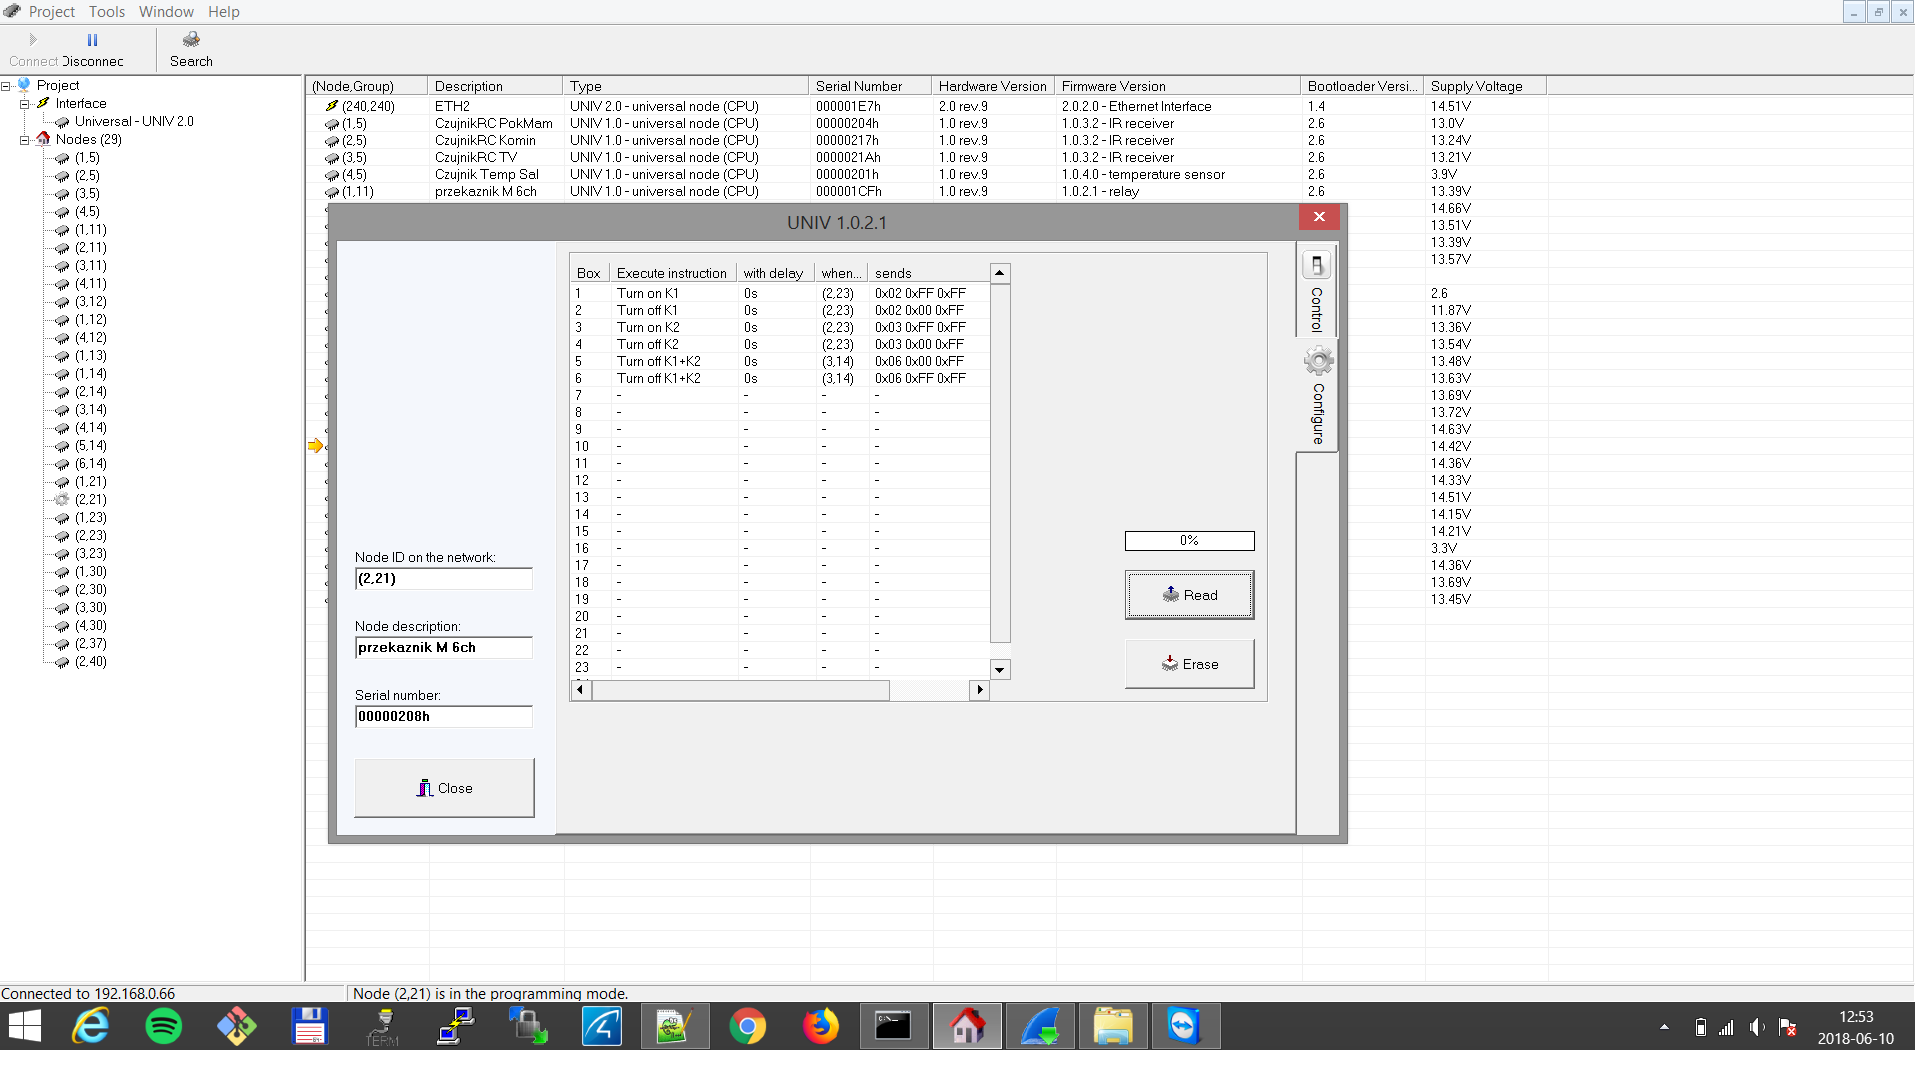 Project Tools Window Help
Connect Disconnec Search
Project
Interface
Universal - UNIV 2.0
Nodes (29)
(1,5)
(2,5)
(3,5)
(4,5)
(1,11)
(2,11)
(3,11)
(4,11)
(3,12)
(1,12)
(4,12)
(1,13)
(1,14)
(2,14)
(3,14)
(4,14)
(5,14)
(6,14)
(1,21)
(2,21)
(1,23)
(2,23)
(3,23)
(1,30)
(2,30)
(3,30)
(4,30)
(2,37)
(2,40)
(Node,Group) Description Type Serial Number Hardware Version Firmware Version Bootloader Versi... Supply Voltage
(240,240) ETH2 UNIV 2.0 - universal node (CPU) 000001E7h 2.0 rev.9 2.0.2.0 - Ethernet Interface 1.4 14.51V
(1,5) CzujnikRC PokMam UNIV 1.0 - universal node (CPU) 00000204h 1.0 rev.9 1.0.3.2 - IR receiver 2.6 13.0V
(2,5) CzujnikRC Komin UNIV 1.0 - universal node (CPU) 00000217h 1.0 rev.9 1.0.3.2 - IR receiver 2.6 13.24V
(3,5) CzujnikRC TV UNIV 1.0 - universal node (CPU) 0000021Ah 1.0 rev.9 1.0.3.2 - IR receiver 2.6 13.21V
(4,5) Czujnik Temp Sal UNIV 1.0 - universal node (CPU) 00000201h 1.0 rev.9 1.0.4.0 - temperature sensor 2.6 3.9V
(1,11) przekaznik M 6ch UNIV 1.0 - universal node (CPU) 000001CFh 1.0 rev.9 1.0.2.1 - relay 2.6 13.39V
14.66V
13.51V
13.39V
13.57V
2.6
11.87V
13.36V
13.54V
13.48V
13.63V
13.69V
13.72V
14.63V
14.42V
14.36V
14.33V
14.51V
14.15V
14.21V
3.3V
14.36V
13.69V
13.45V
UNIV 1.0.2.1
Node ID on the network:
(2,21)
Node description:
przekaznik M 6ch
Serial number:
00000208h
Close
Box Execute instruction with delay when... sends
1 Turn on K1 0s (2,23) 0x02 0xFF 0xFF
2 Turn off K1 0s (2,23) 0x02 0x00 0xFF
3 Turn on K2 0s (2,23) 0x03 0xFF 0xFF
4 Turn off K2 0s (2,23) 0x03 0x00 0xFF
5 Turn off K1+K2 0s (3,14) 0x06 0x00 0xFF
6 Turn off K1+K2 0s (3,14) 0x06 0xFF 0xFF
7 - - - -
8 - - - -
9 - - - -
10 - - - -
11 - - - -
12 - - - -
13 - - - -
14 - - - -
15 - - - -
16 - - - -
17 - - - -
18 - - - -
19 - - - -
20 - - - -
21 - - - -
22 - - - -
23 - - - -
0%
Read
Erase
Control
Configure
Connected to 192.168.0.66 Node (2,21) is in the programming mode.
TERM
12:53
2018-06-10